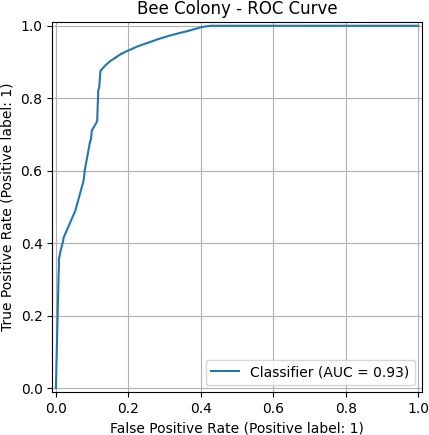 Bee Colony - ROC Curve
True Positive Rate (Positive label: 1)
1.0
0.8
0.6
0.4
0.2
0.0
Classifier (AUC = 0.93)
0.0 0.2 0.4 0.6 0.8 1.0
False Positive Rate (Positive label: 1)